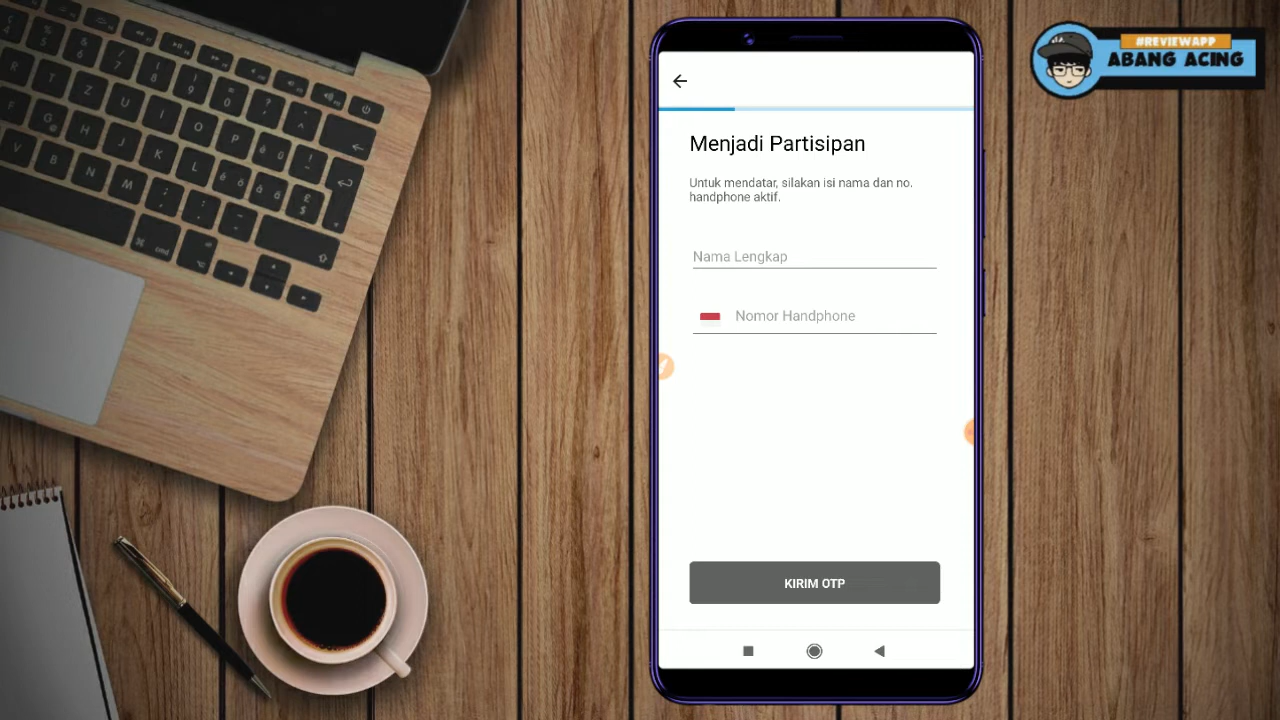 #REVIEWAPP
ABANG ACING
Menjadi Partisipan
Untuk mendatar, silakan isi nama dan no.
handphone aktif.
Nama Lengkap
Nomor Handphone
KIRIM OTP